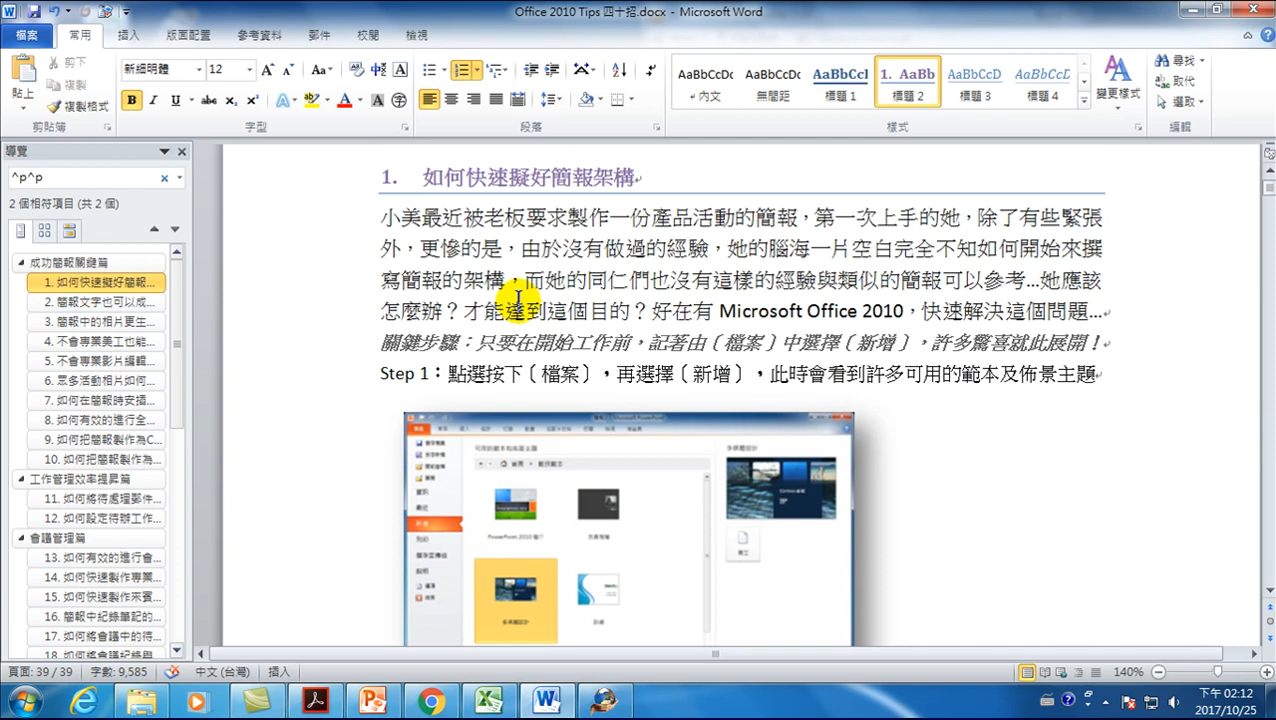 Office 2010 Tips 四十招.docx - Microsoft Word
檔案 常用 插入 版面配置 參考資料 郵件 校閱 檢視
貼上 剪下 複製 複製格式
新細明體 12
AaBbCcDc AaBbCcDc AaBbCcI 1. AaBb AaBbCcD AaBbCcD
↵內文 ↵無間距 標題 1 標題 2 標題 3 標題 4
變更樣式 尋找 取代 選取
剪貼簿 字型 段落 樣式 編輯
導覽
^p^p
2 個相符項目 (共 2 個)
成功簡報關鍵篇
1. 如何快速擬好簡報...
2. 簡報文字也可以成...
3. 簡報中的相片更生...
4. 不會專業美工也能...
5. 不會專業影片編輯...
6. 眾多活動相片如何...
7. 如何在簡報時安插...
8. 如何有效的進行全...
9. 如何把簡報製作為C...
10. 如何把簡報製作為...
工作管理效率提昇篇
11. 如何將待處理郵件...
12. 如何設定待辦工作...
會議管理篇
13. 如何有效的進行會...
14. 如何快速製作專業...
15. 如何快速製作來賓...
16. 簡報中紀錄筆記的...
17. 如何將會議中的待...
18. 如何將會議紀錄與...
1. 如何快速擬好簡報架構
小美最近被老板要求製作一份產品活動的簡報，第一次上手的她，除了有些緊張
外，更慘的是，由於沒有做過的經驗，她的腦海一片空白完全不知如何開始來撰
寫簡報的架構，而她的同仁們也沒有這樣的經驗與類似的簡報可以參考...她應該
怎麼辦？才能達到這個目的？好在有 Microsoft Office 2010，快速解決這個問題...
關鍵步驟：只要在開始工作前，記著由〔檔案〕中選擇〔新增〕，許多驚喜就此展開！
Step 1：點選按下〔檔案〕，再選擇〔新增〕，此時會看到許多可用的範本及佈景主題
頁面: 39 / 39 字數: 9,585 中文 (台灣) 插入 140%
下午 02:12
2017/10/25